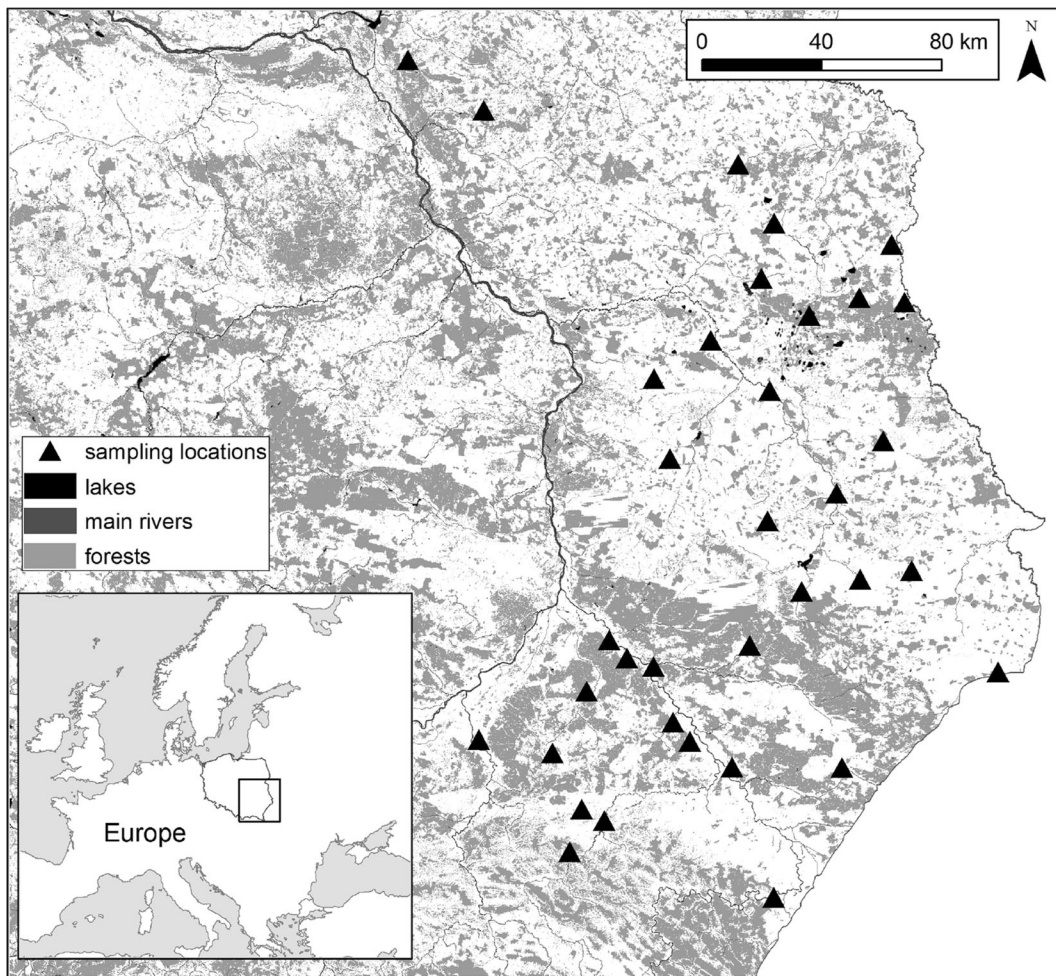 0 40 80 km
N
sampling locations
lakes
main rivers
forests
Europe